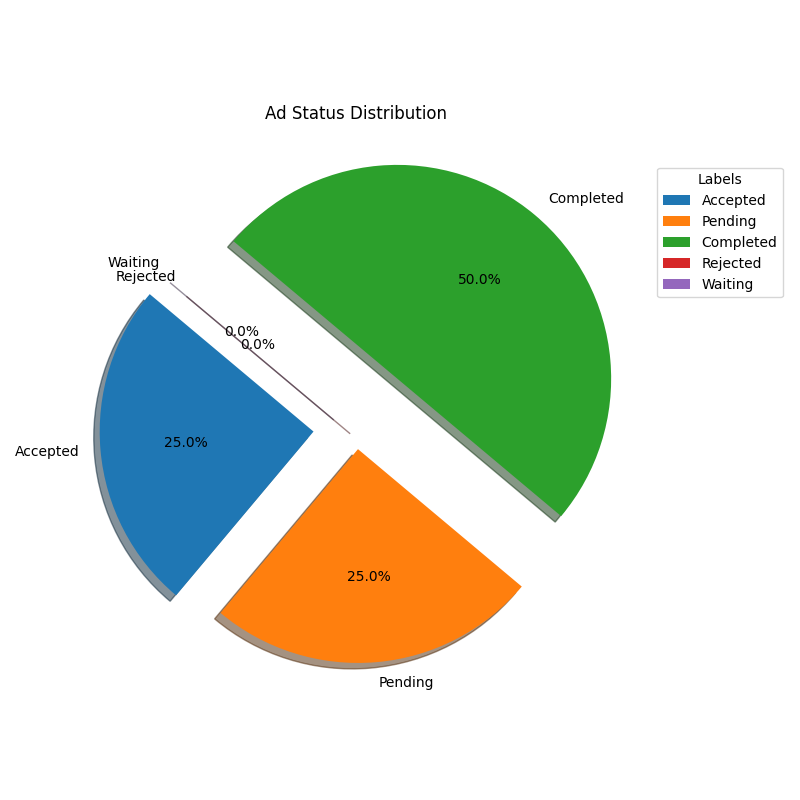 Ad Status Distribution
Completed
50.0%
Waiting
Rejected
0.0%
0.0%
Accepted
25.0%
25.0%
Pending
Labels
Accepted
Pending
Completed
Rejected
Waiting